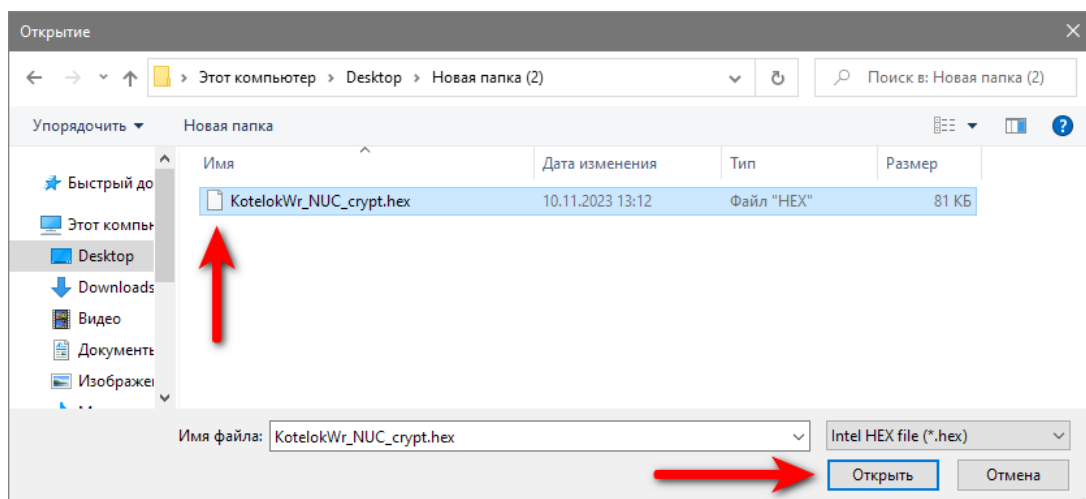 Открытие
Этот компьютер > Desktop > Новая папка (2)
Поиск в: Новая папка (2)
Упорядочить
Новая папка
Имя
Дата изменения
Тип
Размер
Быстрый до
KotelokWr_NUC_crypt.hex 10.11.2023 13:12 Файл "HEX" 81 КБ
Этот компьн
Desktop
Downloads
Видео
Документь
Изображеı
Имя файла: KotelokWr_NUC_crypt.hex
Intel HEX file (*.hex)
Открыть
Отмена